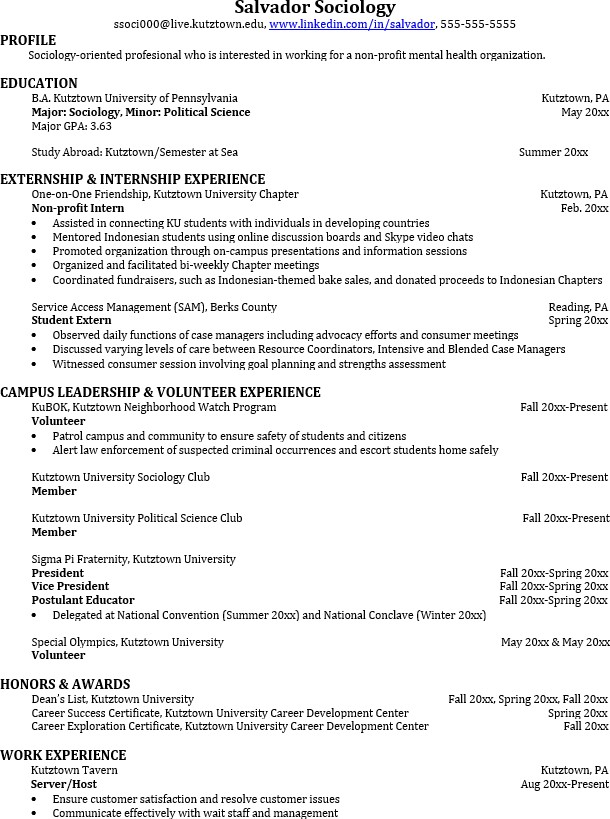 Salvador Sociology
ssoci000@live.kutztown.edu, www.linkedin.com/in/salvador, 555-555-5555
PROFILE
Sociology-oriented profesional who is interested in working for a non-profit mental health organization.
EDUCATION
B.A. Kutztown University of Pennsylvania Kutztown, PA
Major: Sociology, Minor: Political Science May 20xx
Major GPA: 3.63
Study Abroad: Kutztown/Semester at Sea Summer 20xx
EXTERNSHIP & INTERNSHIP EXPERIENCE
One-on-One Friendship, Kutztown University Chapter Kutztown, PA
Non-profit Intern Feb. 20xx
• Assisted in connecting KU students with individuals in developing countries
• Mentored Indonesian students using online discussion boards and Skype video chats
• Promoted organization through on-campus presentations and information sessions
• Organized and facilitated bi-weekly Chapter meetings
• Coordinated fundraisers, such as Indonesian-themed bake sales, and donated proceeds to Indonesian Chapters
Service Access Management (SAM), Berks County Reading, PA
Student Extern Spring 20xx
• Observed daily functions of case managers including advocacy efforts and consumer meetings
• Discussed varying levels of care between Resource Coordinators, Intensive and Blended Case Managers
• Witnessed consumer session involving goal planning and strengths assessment
CAMPUS LEADERSHIP & VOLUNTEER EXPERIENCE
KuBOK, Kutztown Neighborhood Watch Program Fall 20xx-Present
Volunteer
• Patrol campus and community to ensure safety of students and citizens
• Alert law enforcement of suspected criminal occurrences and escort students home safely
Kutztown University Sociology Club Fall 20xx-Present
Member
Kutztown University Political Science Club Fall 20xx-Present
Member
Sigma Pi Fraternity, Kutztown University
President Fall 20xx-Spring 20xx
Vice President Fall 20xx-Spring 20xx
Postulant Educator Fall 20xx-Spring 20xx
• Delegated at National Convention (Summer 20xx) and National Conclave (Winter 20xx)
Special Olympics, Kutztown University May 20xx & May 20xx
Volunteer
HONORS & AWARDS
Dean's List, Kutztown University Fall 20xx, Spring 20xx, Fall 20xx
Career Success Certificate, Kutztown University Career Development Center Spring 20xx
Career Exploration Certificate, Kutztown University Career Development Center Fall 20xx
WORK EXPERIENCE
Kutztown Tavern Kutztown, PA
Server/Host Aug 20xx-Present
• Ensure customer satisfaction and resolve customer issues
• Communicate effectively with wait staff and management